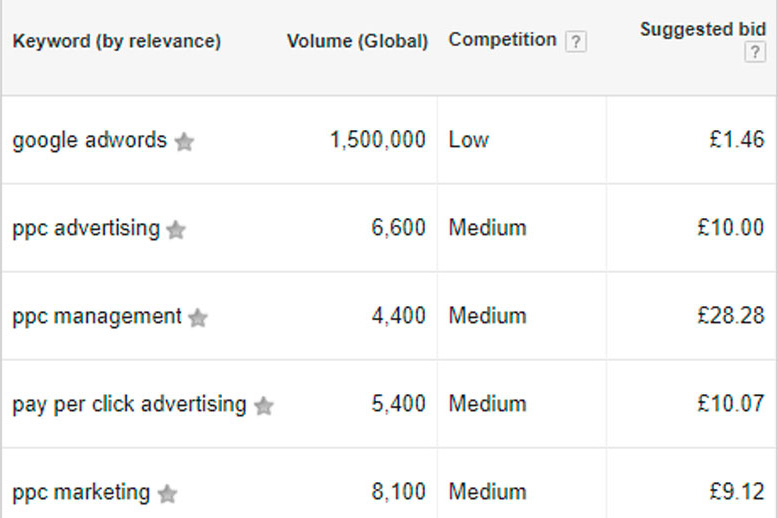 Keyword (by relevance) Volume (Global) Competition ? Suggested bid ?
google adwords 1,500,000 Low £1.46
ppc advertising 6,600 Medium £10.00
ppc management 4,400 Medium £28.28
pay per click advertising 5,400 Medium £10.07
ppc marketing 8,100 Medium £9.12